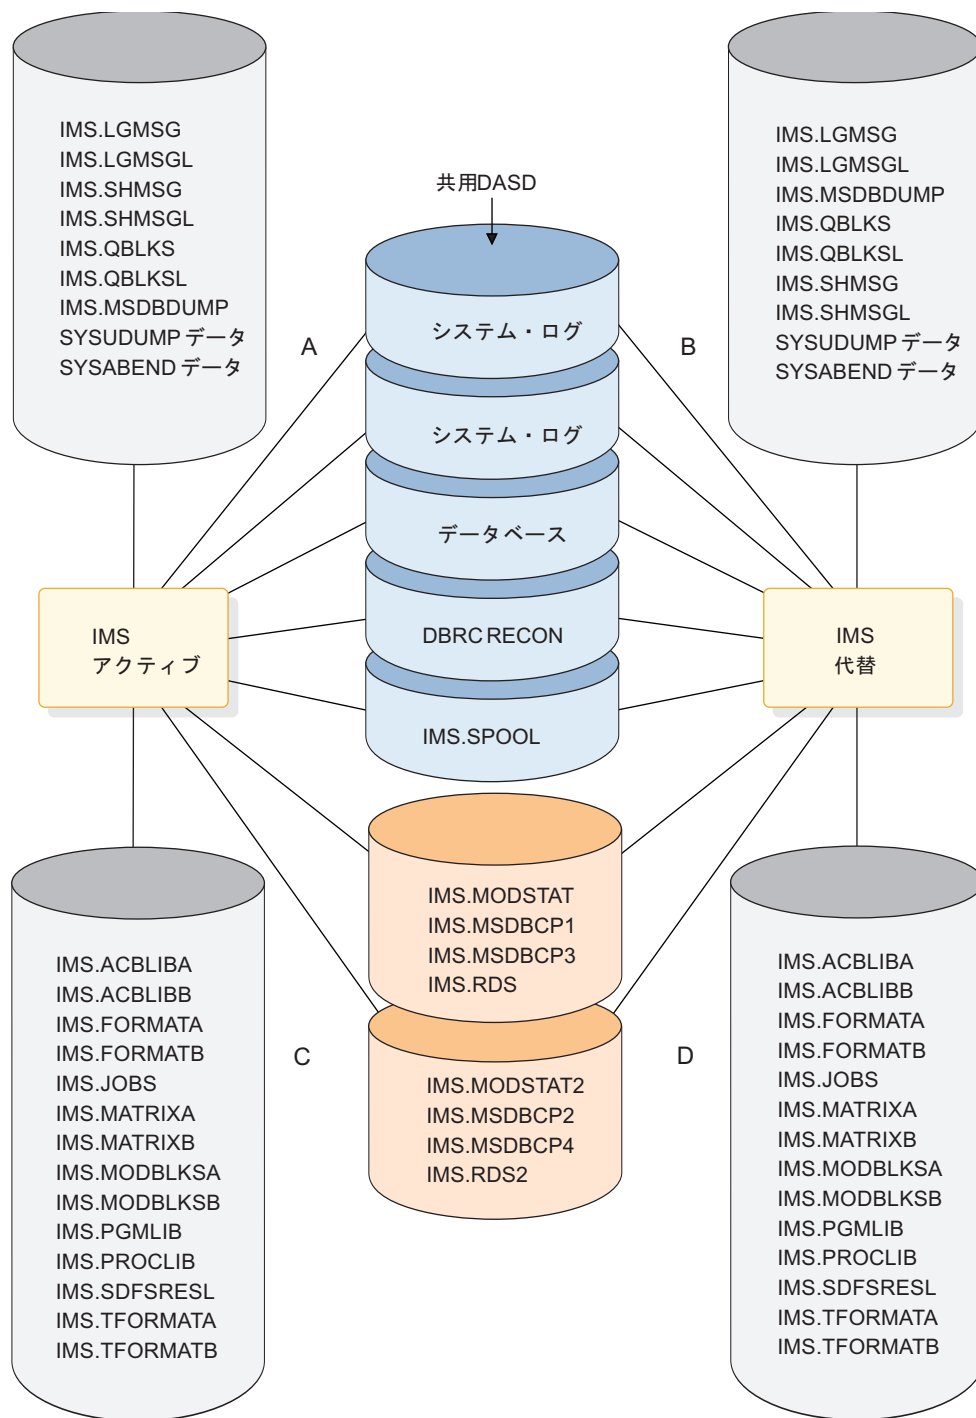 IMS.LGMSG
IMS.LGMSGL
IMS.SHMSG
IMS.SHMSGL
IMS.QBLKS
IMS.QBLKSL
IMS.MSDBDUMP
SYSUDUMP データ
SYSABEND データ
共用DASD
IMS.LGMSG
IMS.LGMSGL
IMS.MSDBDUMP
IMS.QBLKS
IMS.QBLKSL
IMS.SHMSG
IMS.SHMSGL
SYSUDUMP データ
SYSABEND データ
A
B
システム・ログ
システム・ログ
データベース
DBRC RECON
IMS.SPOOL
IMS
アクティブ
IMS
代替
IMS.MODSTAT
IMS.MSDBCP1
IMS.MSDBCP3
IMS.RDS
IMS.MODSTAT2
IMS.MSDBCP2
IMS.MSDBCP4
IMS.RDS2
C
D
IMS.ACBLIBA
IMS.ACBLIBB
IMS.FORMATA
IMS.FORMATB
IMS.JOBS
IMS.MATRIXA
IMS.MATRIXB
IMS.MODBLKSA
IMS.MODBLKSB
IMS.PGMLIB
IMS.PROCLIB
IMS.SDFSRESL
IMS.TFORMATA
IMS.TFORMATB
IMS.ACBLIBA
IMS.ACBLIBB
IMS.FORMATA
IMS.FORMATB
IMS.JOBS
IMS.MATRIXA
IMS.MATRIXB
IMS.MODBLKSA
IMS.MODBLKSB
IMS.PGMLIB
IMS.PROCLIB
IMS.SDFSRESL
IMS.TFORMATA
IMS.TFORMATB